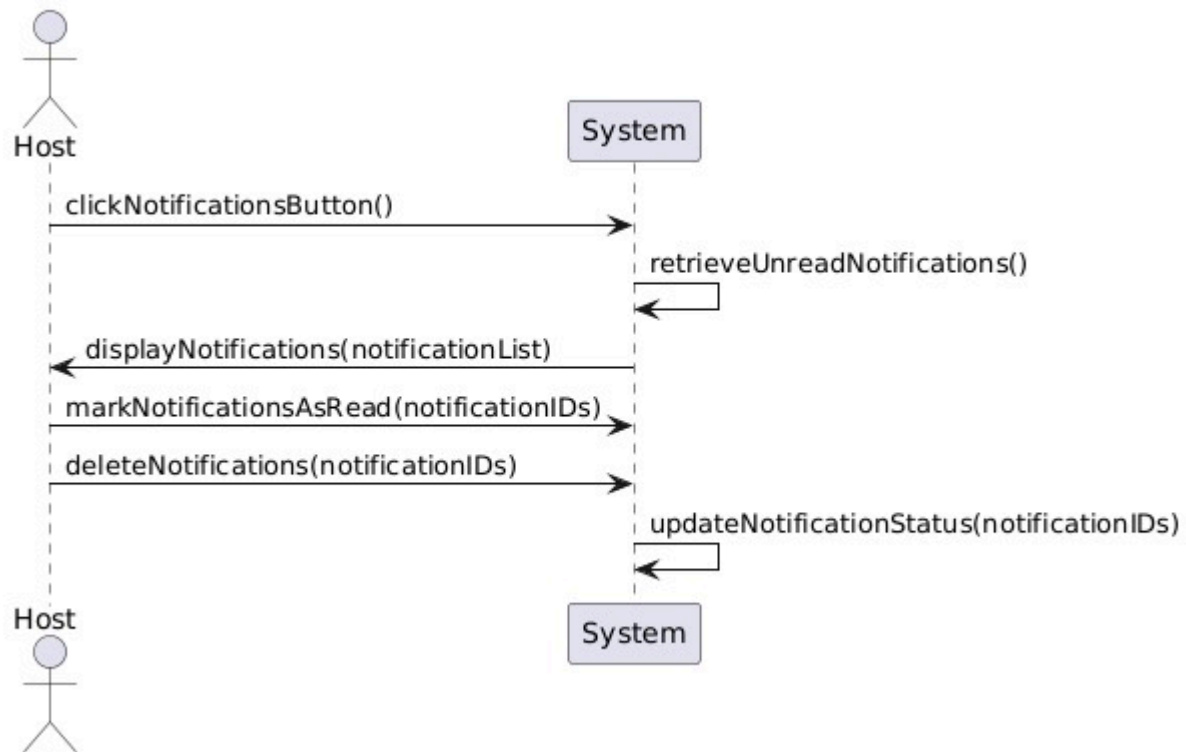 Host
System
clickNotificationsButton()
retrieveUnreadNotifications()
displayNotifications(notificationList)
markNotificationsAsRead(notificationIDs)
deleteNotifications(notificationIDs)
updateNotificationStatus(notificationIDs)
Host
System